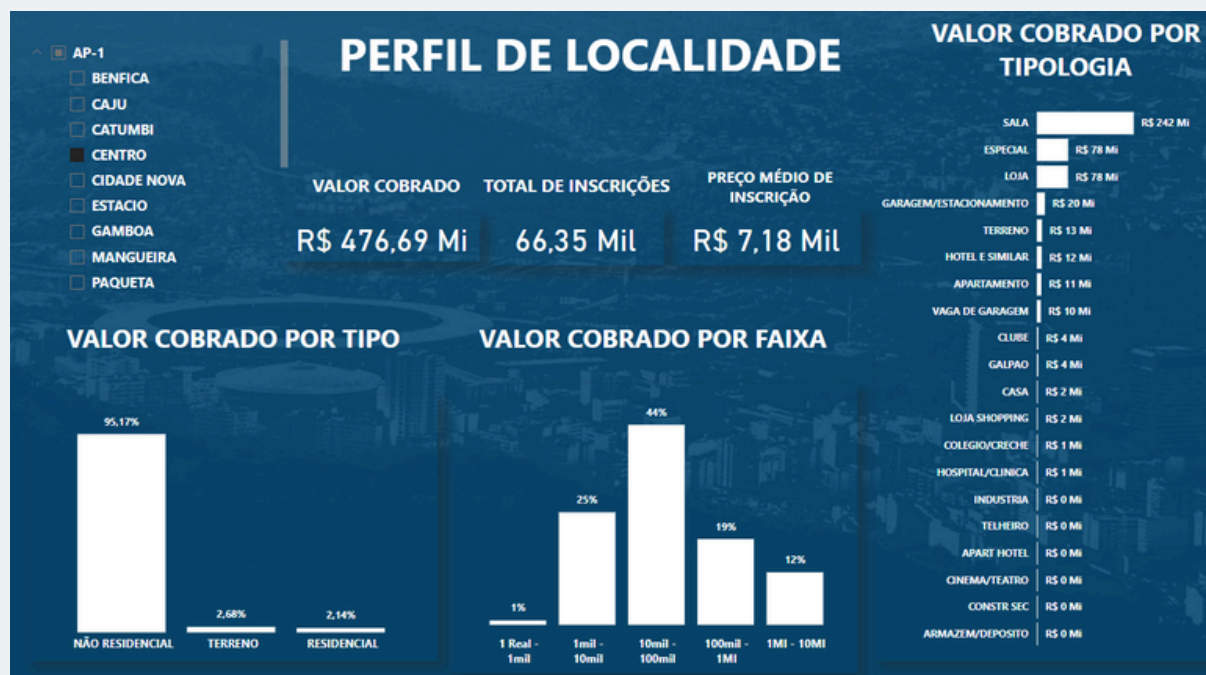 AP-1
BENFICA
CAJU
CATUMBI
CENTRO
CIDADE NOVA
ESTACIO
GAMBOA
MANGUEIRA
PAQUETA
PERFIL DE LOCALIDADE
VALOR COBRADO
R$ 476,69 Mi
TOTAL DE INSCRIÇÕES
66,35 Mil
PREÇO MÉDIO DE
INSCRIÇÃO
R$ 7,18 Mil
VALOR COBRADO POR
TIPOLOGIA
SALA R$ 242 Mi
ESPECIAL R$ 78 Mi
LOJA R$ 78 Mi
GARAGEM/ESTACIONAMENTO R$ 20 Mi
TERRENO R$ 13 Mi
HOTEL E SIMILAR R$ 12 Mi
APARTAMENTO R$ 11 Mi
VAGA DE GARAGEM R$ 10 Mi
CLUBE R$ 4 Mi
GALPAO R$ 4 Mi
CASA R$ 2 Mi
LOJA SHOPPING R$ 2 Mi
COLEGIO/CRECHE R$ 1 Mi
HOSPITAL/CLINICA R$ 1 Mi
INDUSTRIA R$ 0 Mi
TELHEIRO R$ 0 Mi
APART HOTEL R$ 0 Mi
CINEMA/TEATRO R$ 0 Mi
CONSTR SEC R$ 0 Mi
ARMAZEM/DEPOSITO R$ 0 Mi
VALOR COBRADO POR TIPO
95,17%
2,68%
2,14%
NÃO RESIDENCIAL TERRENO RESIDENCIAL
VALOR COBRADO POR FAIXA
1%
25%
44%
19%
12%
1 Real -
1mil
1mil -
10mil
10mil -
100mil
100mil -
1MI
1MI - 10MI